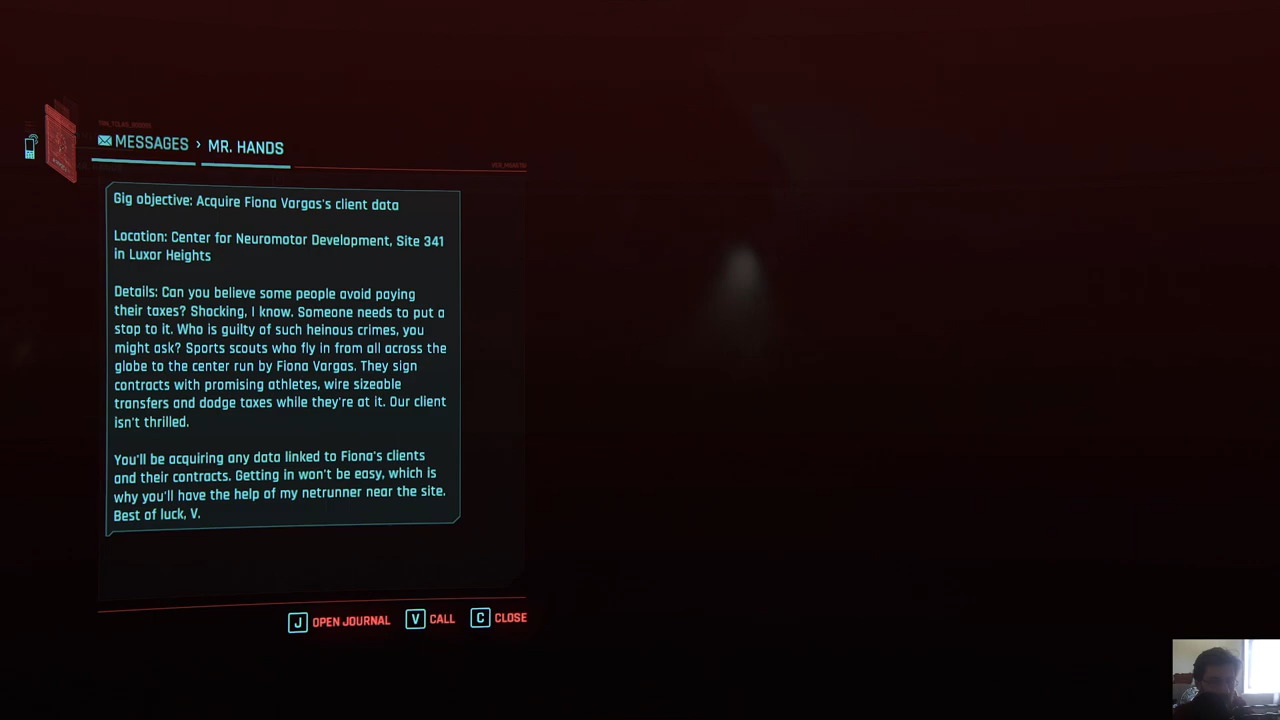 MESSAGES › MR. HANDS
Gig objective: Acquire Fiona Vargas's client data
Location: Center for Neuromotor Development, Site 341
in Luxor Heights
Details: Can you believe some people avoid paying
their taxes? Shocking, I know. Someone needs to put a
stop to it. Who is guilty of such heinous crimes, you
might ask? Sports scouts who fly in from all across the
globe to the center run by Fiona Vargas. They sign
contracts with promising athletes, wire sizeable
transfers and dodge taxes while they're at it. Our client
isn't thrilled.
You'll be acquiring any data linked to Fiona's clients
and their contracts. Getting in won't be easy, which is
why you'll have the help of my netrunner near the site.
Best of luck, V.
J OPEN JOURNAL V CALL C CLOSE